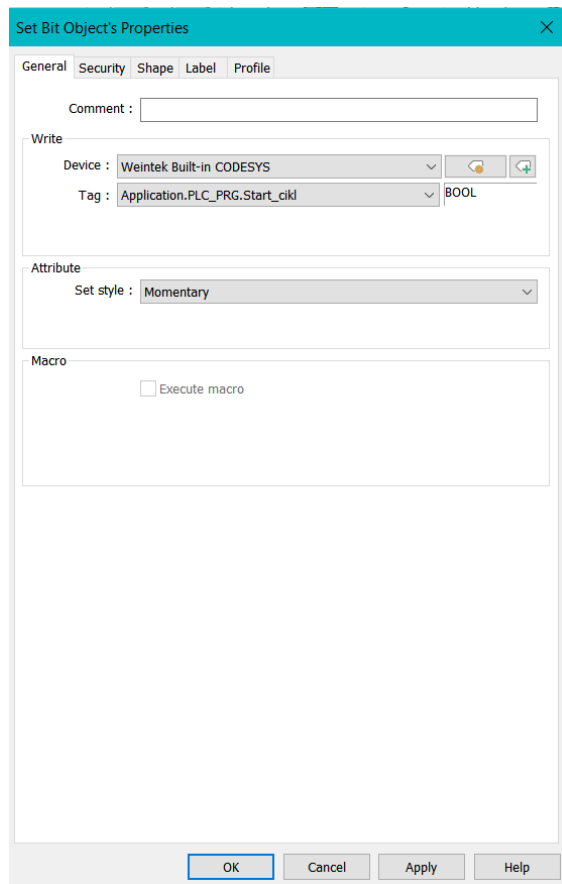 Set Bit Object's Properties
General Security Shape Label Profile
Comment :
Write
Device : Weintek Built-in CODESYS
Tag : Application.PLC_PRG.Start_cikl BOOL
Attribute
Set style : Momentary
Macro
Execute macro
OK Cancel Apply Help